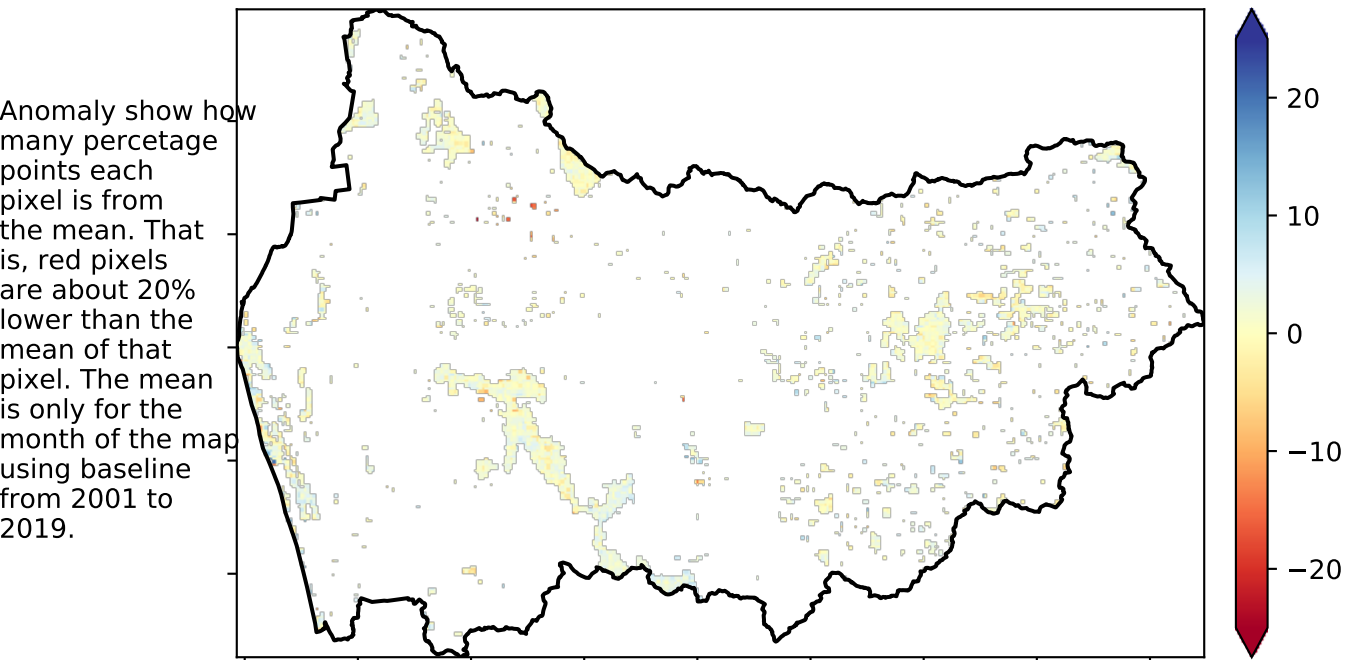 Anomaly show how
many percetage
points each
pixel is from
the mean. That
is, red pixels
are about 20%
lower than the
mean of that
pixel. The mean
is only for the
month of the map
using baseline
from 2001 to
2019.
20
10
0
−10
−20